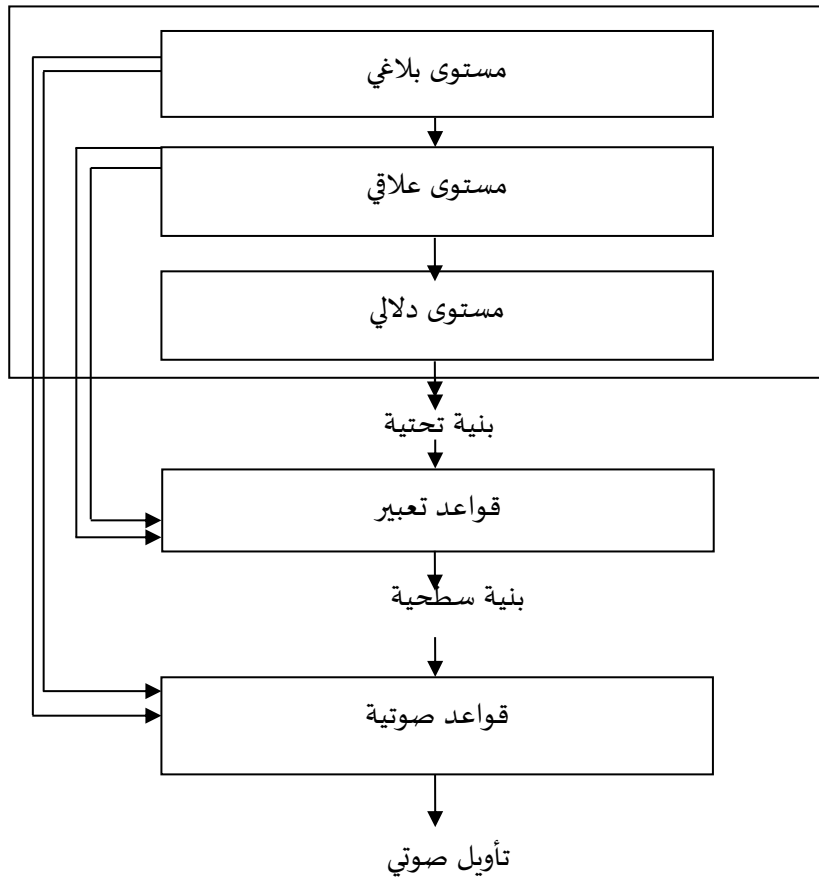 مستوى بلاغي
مستوى علاقي
مستوى دلالي
بنية تحتية
قواعد تعبير
بنية سطحية
قواعد صوتية
تأويل صوتي